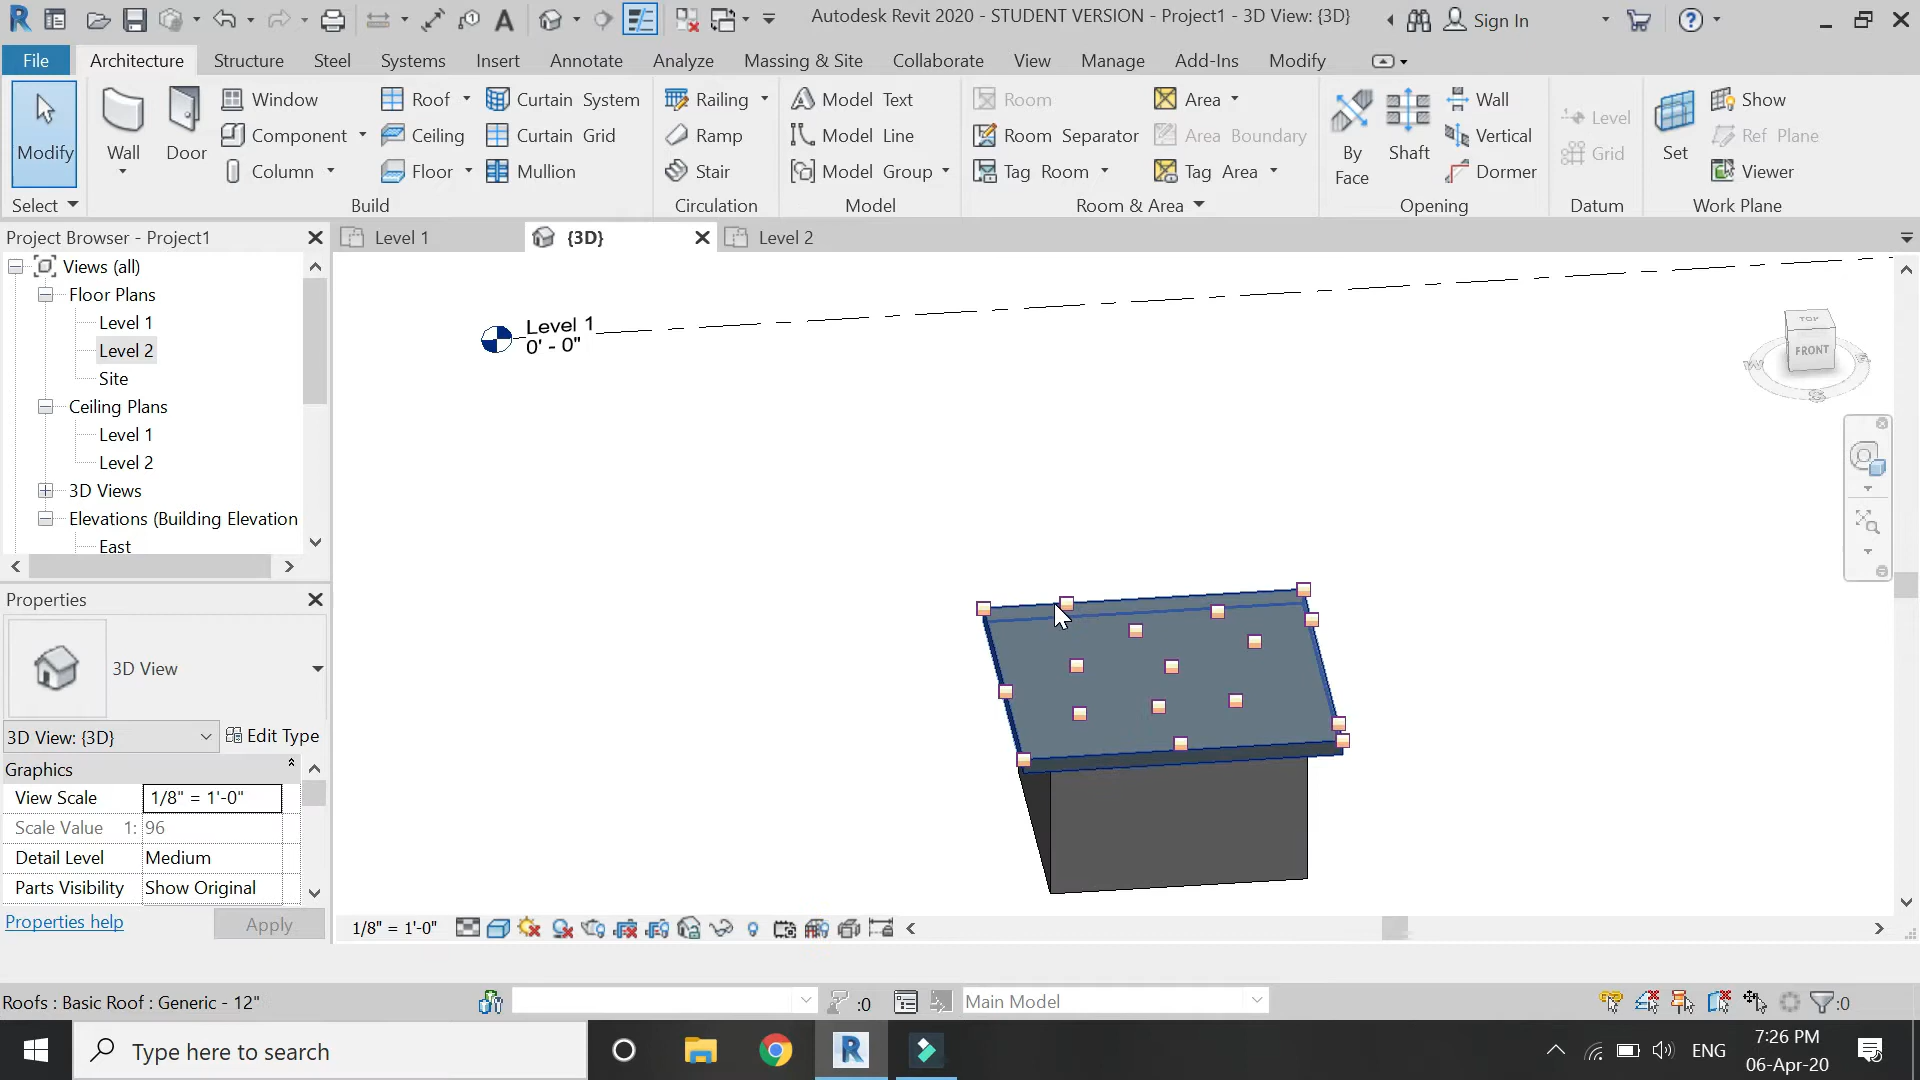 Autodesk Revit 2020 - STUDENT VERSION - Project1 - 3D View: {3D}
Sign In
File Architecture Structure Steel Systems Insert Annotate Analyze Massing & Site Collaborate View Manage Add-Ins Modify
Modify
Wall
Door
Window
Component
Column
Roof
Ceiling
Floor
Curtain System
Curtain Grid
Mullion
Railing
Ramp
Stair
Model Text
Model Line
Model Group
Room
Room Separator
Tag Room
Area
Area Boundary
Tag Area
By
Face
Shaft
Wall
Vertical
Dormer
Level
Grid
Set
Show
Ref Plane
Viewer
Select Build Circulation Model Room & Area Opening Datum Work Plane
Project Browser - Project1
Level 1
{3D}
Level 2
Views (all)
Floor Plans
Level 1
Level 2
Site
Ceiling Plans
Level 1
Level 2
3D Views
Elevations (Building Elevation
East
Level 1
0' - 0"
TOP
FRONT
W
S
Properties
3D View
3D View: {3D}
Edit Type
Graphics
View Scale 1/8" = 1'-0"
Scale Value 1: 96
Detail Level Medium
Parts Visibility Show Original
Properties help
Apply
1/8" = 1'-0"
Roofs : Basic Roof : Generic - 12"
:0
Main Model
:0
Type here to search
ENG
7:26 PM
06-Apr-20